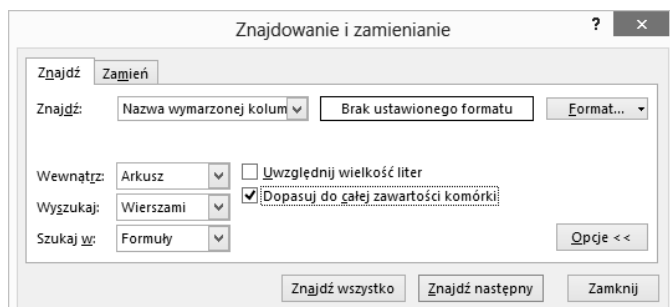 Znajdowanie i zamienianie ? ×
Znajdź Zamień
Znajdź: Nazwa wymarzonej kolum Brak ustawionego formatu Format...
Wewnątrz: Arkusz Uwzględnij wielkość liter
Wyszukaj: Wierszami Dopasuj do całej zawartości komórki
Szukaj w: Formuły Opcje <<
Znajdź wszystko Znajdź następny Zamknij